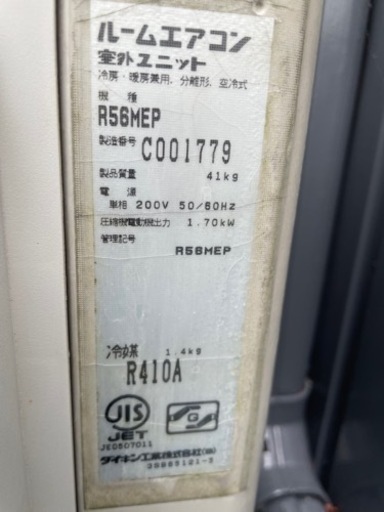 ルームエアコン
室外ユニット
冷房・暖房兼用, 分離形, 空冷式
機種
R56MEP
製造番号 C001779
製品質量 41kg
電源
単相 200V 50/60Hz
圧縮機電動機出力 1.70kW
管理記号
R56MEP
冷媒 1.4kg
R410A
JIS
JET
JE0507011
ダイキン工業株式会社